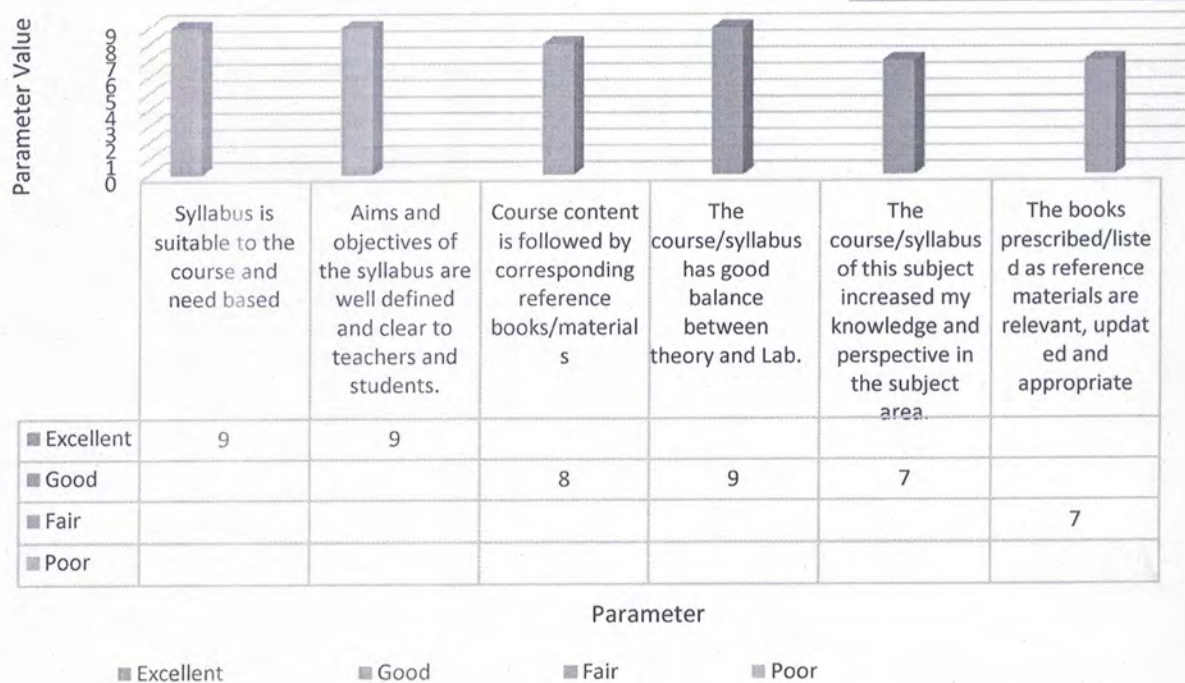 Parameter Value
9
8
7
6
5
4
3
2
1
0
Syllabus is
suitable to the
course and
need based
Aims and
objectives of
the syllabus are
well defined
and clear to
teachers and
students.
Course content
is followed by
corresponding
reference
books/material
s
The
course/syllabus
has good
balance
between
theory and Lab.
The
course/syllabus
of this subject
increased my
knowledge and
perspective in
the subject
area.
The books
prescribed/liste
d as reference
materials are
relevant, updat
ed and
appropriate
Excellent 9 9
Good 8 9 7
Fair 7
Poor
Parameter
Excellent Good Fair Poor